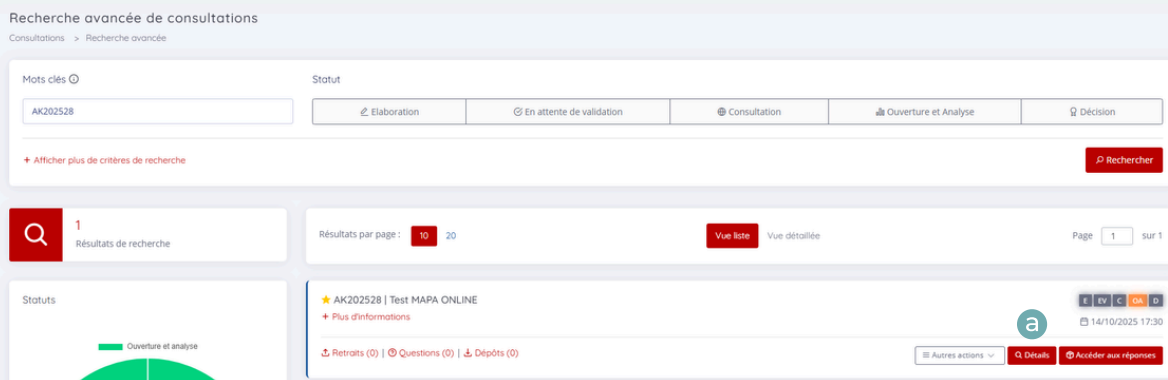 Recherche avancée de consultations
Consultations > Recherche avancée
Mots clés
Statut
AK202528
Elaboration
En attente de validation
Consultation
Ouverture et Analyse
Décision
+ Afficher plus de critères de recherche
Rechercher
1
Résultats de recherche
Résultats par page : 10 20
Vue liste
Vue détaillée
Page 1 sur 1
Statuts
Ouverture et analyse
AK202528 | Test MAPA ONLINE
+ Plus d'informations
E EV C OA D
a
14/10/2025 17:30
Retraits (0) | Questions (0) | Dépôts (0)
Autres actions
Détails
Accéder aux réponses